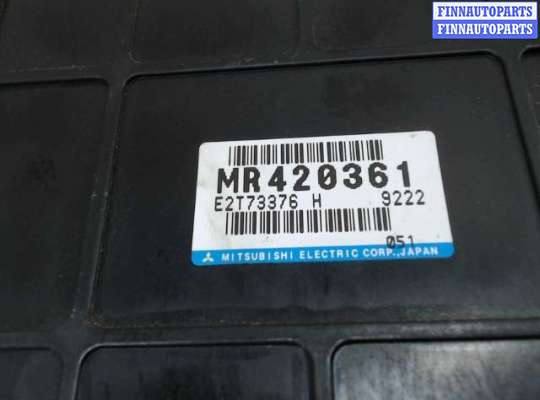 FINNAUTOPARTS
FINNAUTOPARTS
MR420361
E2T73376 H 9222
051
MITSUBISHI ELECTRIC CORP., JAPAN